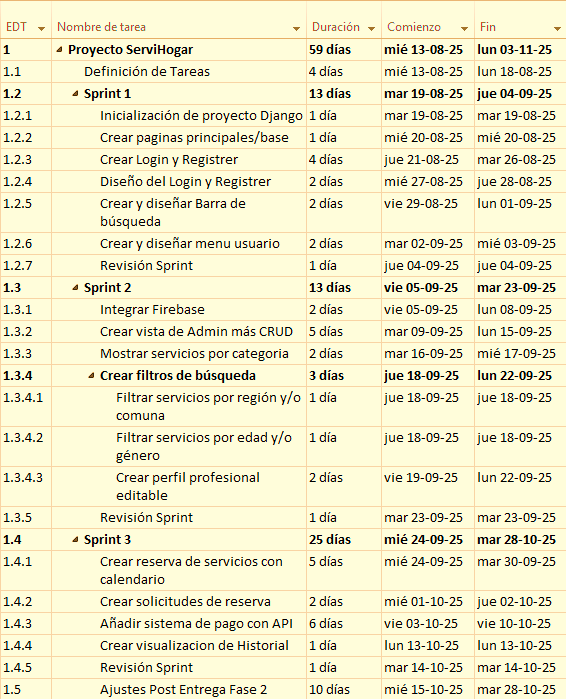 EDT Nombre de tarea Duración Comienzo Fin
1 Proyecto ServiHogar 59 días mié 13-08-25 lun 03-11-25
1.1 Definición de Tareas 4 días mié 13-08-25 lun 18-08-25
1.2 Sprint 1 13 días mar 19-08-25 jue 04-09-25
1.2.1 Inicialización de proyecto Django 1 día mar 19-08-25 mar 19-08-25
1.2.2 Crear paginas principales/base 1 día mié 20-08-25 mié 20-08-25
1.2.3 Crear Login y Registrer 4 días jue 21-08-25 mar 26-08-25
1.2.4 Diseño del Login y Registrer 2 días mié 27-08-25 jue 28-08-25
1.2.5 Crear y diseñar Barra de 2 días vie 29-08-25 lun 01-09-25
búsqueda
1.2.6 Crear y diseñar menu usuario 2 días mar 02-09-25 mié 03-09-25
1.2.7 Revisión Sprint 1 día jue 04-09-25 jue 04-09-25
1.3 Sprint 2 13 días vie 05-09-25 mar 23-09-25
1.3.1 Integrar Firebase 2 días vie 05-09-25 lun 08-09-25
1.3.2 Crear vista de Admin más CRUD 5 días mar 09-09-25 lun 15-09-25
1.3.3 Mostrar servicios por categoria 2 días mar 16-09-25 mié 17-09-25
1.3.4 Crear filtros de búsqueda 3 días jue 18-09-25 lun 22-09-25
1.3.4.1 Filtrar servicios por región y/o 1 día jue 18-09-25 jue 18-09-25
comuna
1.3.4.2 Filtrar servicios por edad y/o 1 día jue 18-09-25 jue 18-09-25
género
1.3.4.3 Crear perfil profesional 2 días vie 19-09-25 lun 22-09-25
editable
1.3.5 Revisión Sprint 1 día mar 23-09-25 mar 23-09-25
1.4 Sprint 3 25 días mié 24-09-25 mar 28-10-25
1.4.1 Crear reserva de servicios con 5 días mié 24-09-25 mar 30-09-25
calendario
1.4.2 Crear solicitudes de reserva 2 días mié 01-10-25 jue 02-10-25
1.4.3 Añadir sistema de pago con API 6 días vie 03-10-25 vie 10-10-25
1.4.4 Crear visualizacion de Historial 1 día lun 13-10-25 lun 13-10-25
1.4.5 Revisión Sprint 1 día mar 14-10-25 mar 14-10-25
1.5 Ajustes Post Entrega Fase 2 10 días mié 15-10-25 mar 28-10-25